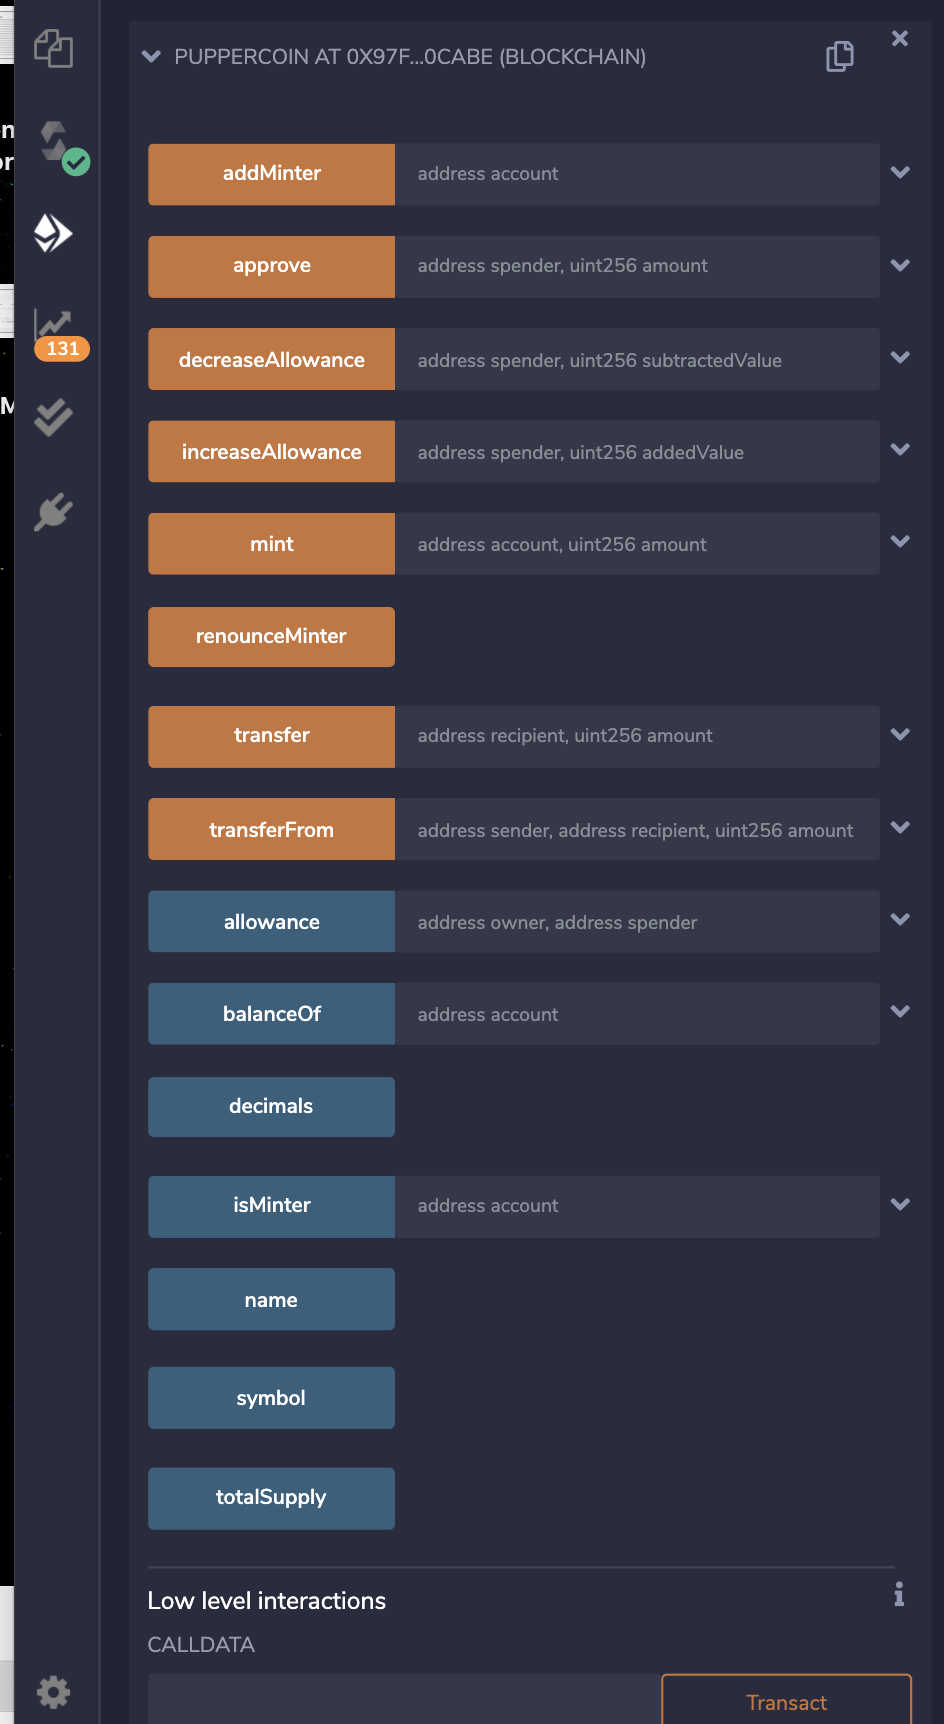 PUPPERCOIN AT 0X97F...0CABE (BLOCKCHAIN)
addMinter address account
approve address spender, uint256 amount
131
decreaseAllowance address spender, uint256 subtractedValue
increaseAllowance address spender, uint256 addedValue
mint address account, uint256 amount
renounceMinter
transfer address recipient, uint256 amount
transferFrom address sender, address recipient, uint256 amount
allowance address owner, address spender
balanceOf address account
decimals
isMinter address account
name
symbol
totalSupply
Low level interactions
CALLDATA
Transact